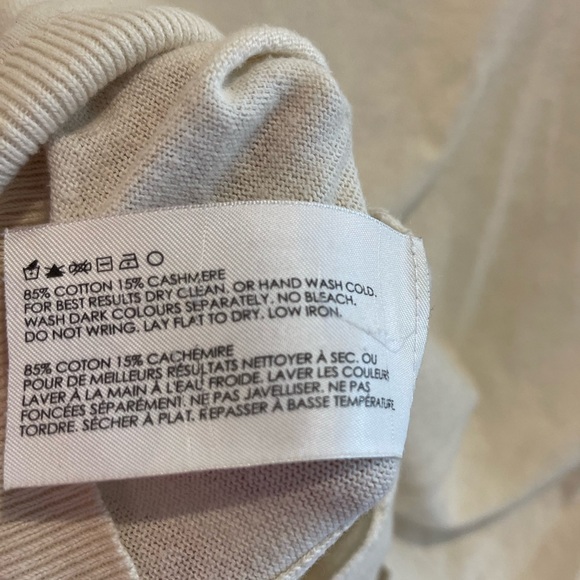 85% COTTON 15% CASHMERE
FOR BEST RESULTS DRY CLEAN. OR HAND WASH COLD.
WASH DARK COLOURS SEPARATELY. NO BLEACH.
DO NOT WRING. LAY FLAT TO DRY. LOW IRON.
85% COTON 15% CACHÉMIRE
POUR DE MEILLEURS RÉSULTATS NETTOYER À SEC. OU
LAVER À LA MAIN À L'EAU FROIDE. LAVER LES COULEURS
FONCÉES SÉPARÉMENT. NE PAS JAVELLISER. NE PAS
TORDRE. SÉCHER À PLAT. REPASSER À BASSE TEMPÉRATURE.